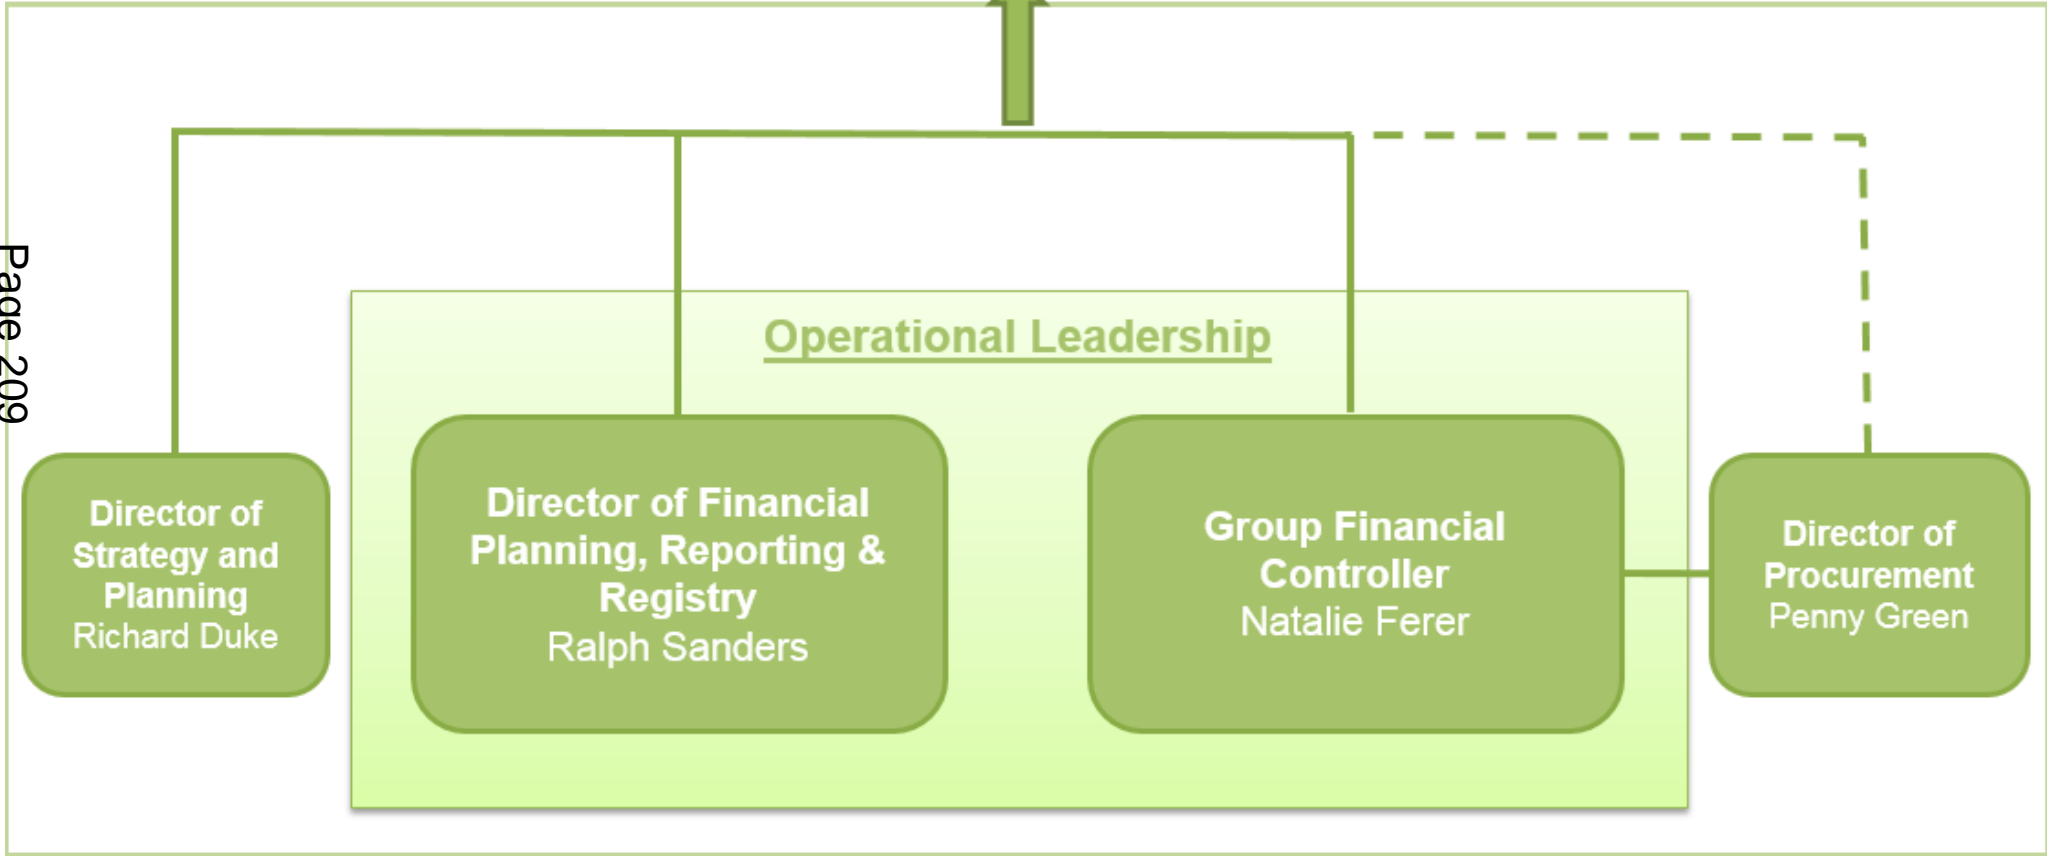 Page 209
Operational Leadership
Director of
Strategy and
Planning
Richard Duke
Director of Financial
Planning, Reporting &
Registry
Ralph Sanders
Group Financial
Controller
Natalie Ferer
Director of
Procurement
Penny Green